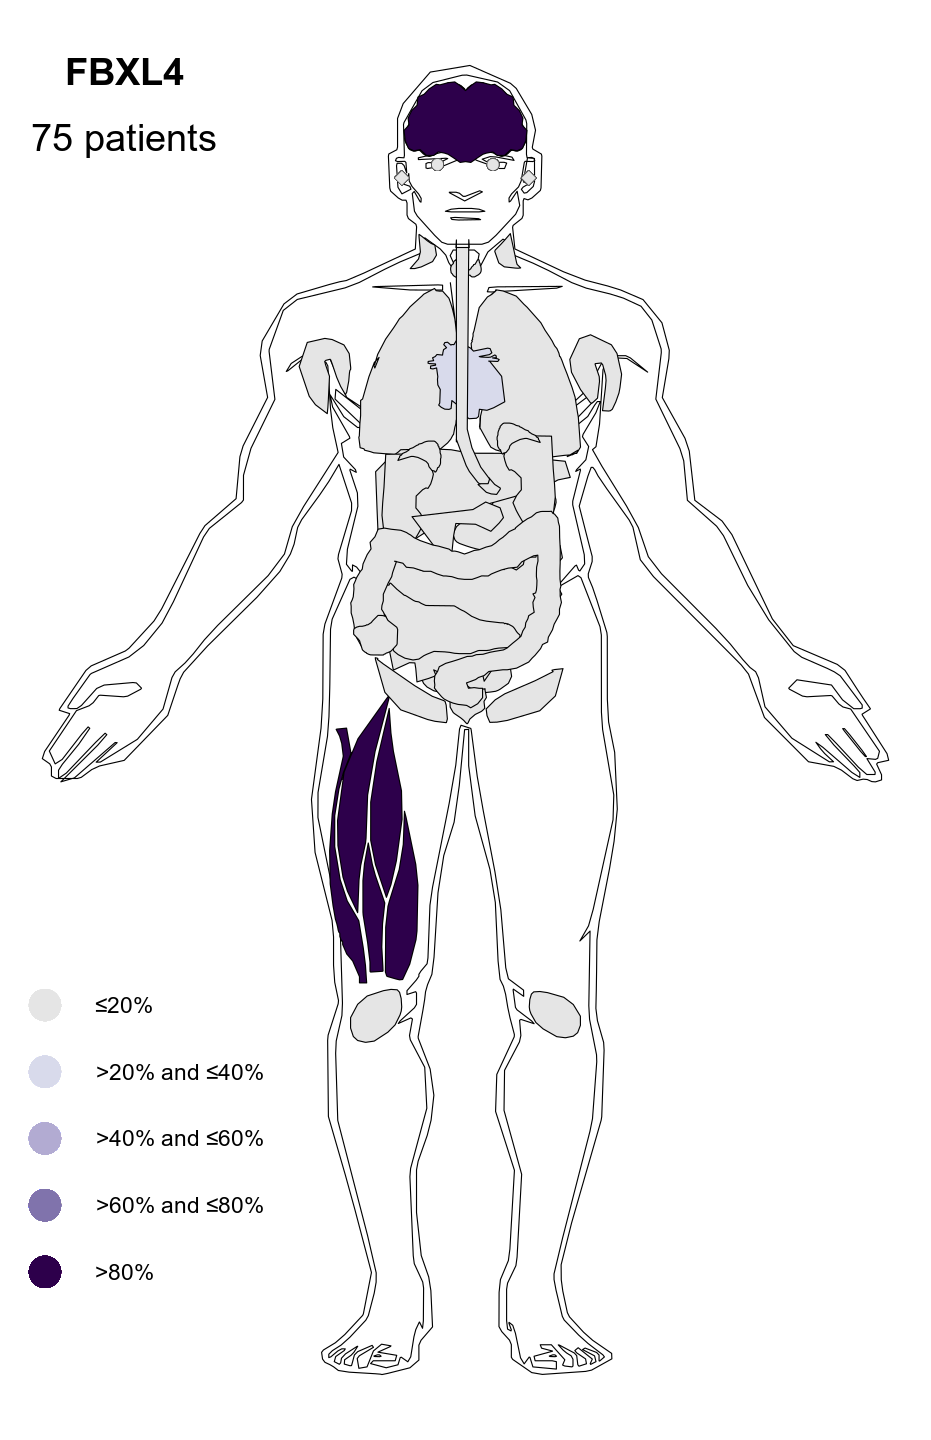 FBXL4
75 patients
≤20%
>20% and ≤40%
>40% and ≤60%
>60% and ≤80%
>80%